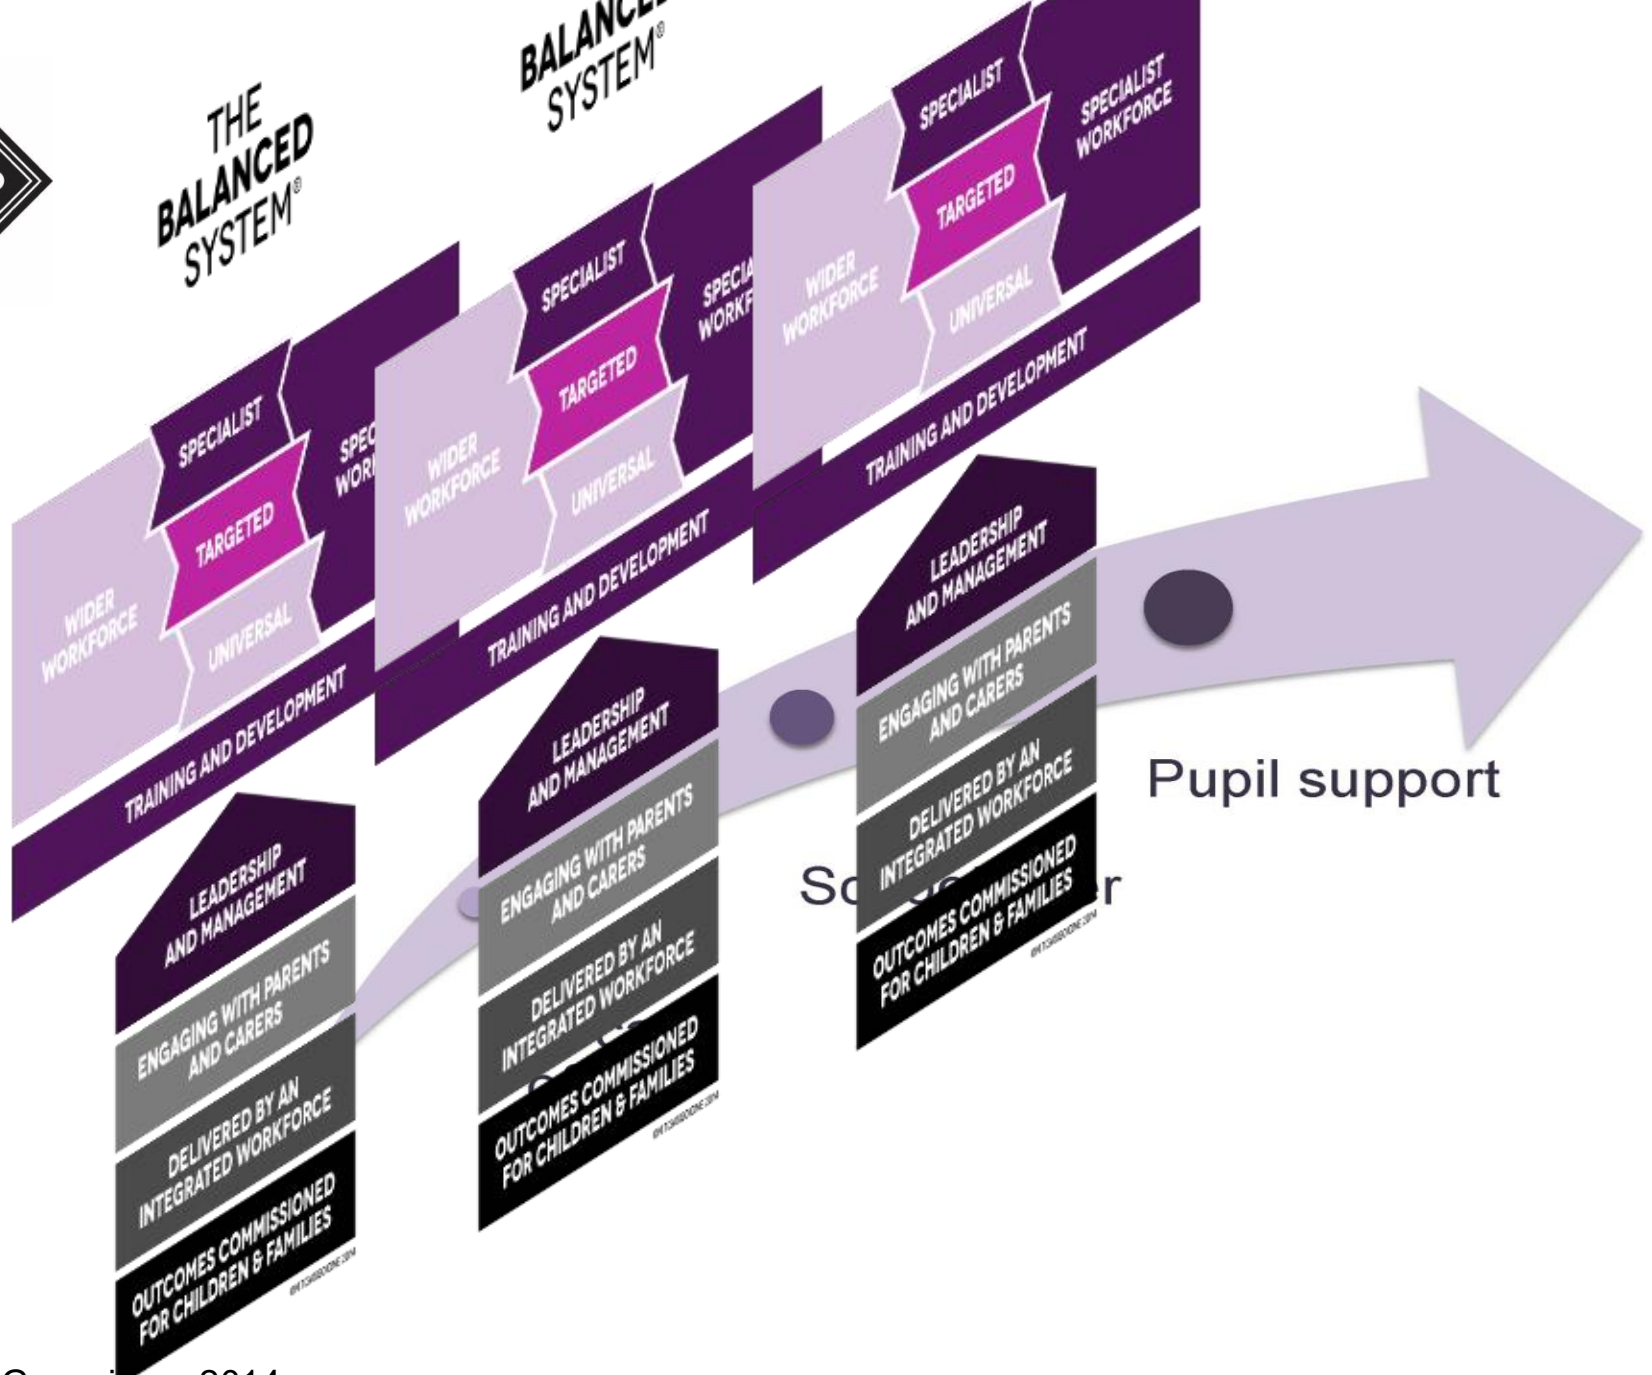 THE
BALANCED
SYSTEM®
BALANCED
SYSTEM®
SPECIALIST
TARGETED
UNIVERSAL
WIDER
WORKFORCE
TRAINING AND DEVELOPMENT
LEADERSHIP
AND MANAGEMENT
ENGAGING WITH PARENTS
AND CARERS
DELIVERED BY AN
INTEGRATED WORKFORCE
OUTCOMES COMMISSIONED
FOR CHILDREN & FAMILIES
SPECIALIST
TARGETED
UNIVERSAL
WIDER
WORKFORCE
TRAINING AND DEVELOPMENT
LEADERSHIP
AND MANAGEMENT
ENGAGING WITH PARENTS
AND CARERS
DELIVERED BY AN
INTEGRATED WORKFORCE
OUTCOMES COMMISSIONED
FOR CHILDREN & FAMILIES
SPECIALIST
TARGETED
UNIVERSAL
WIDER
WORKFORCE
SPECIALIST
WORKFORCE
TRAINING AND DEVELOPMENT
LEADERSHIP
AND MANAGEMENT
ENGAGING WITH PARENTS
AND CARERS
DELIVERED BY AN
INTEGRATED WORKFORCE
OUTCOMES COMMISSIONED
FOR CHILDREN & FAMILIES
Pupil support
2014